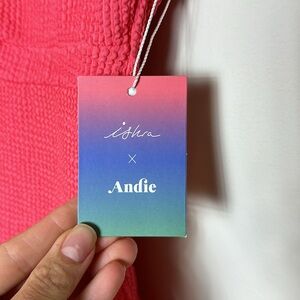 ishra
×
Andie